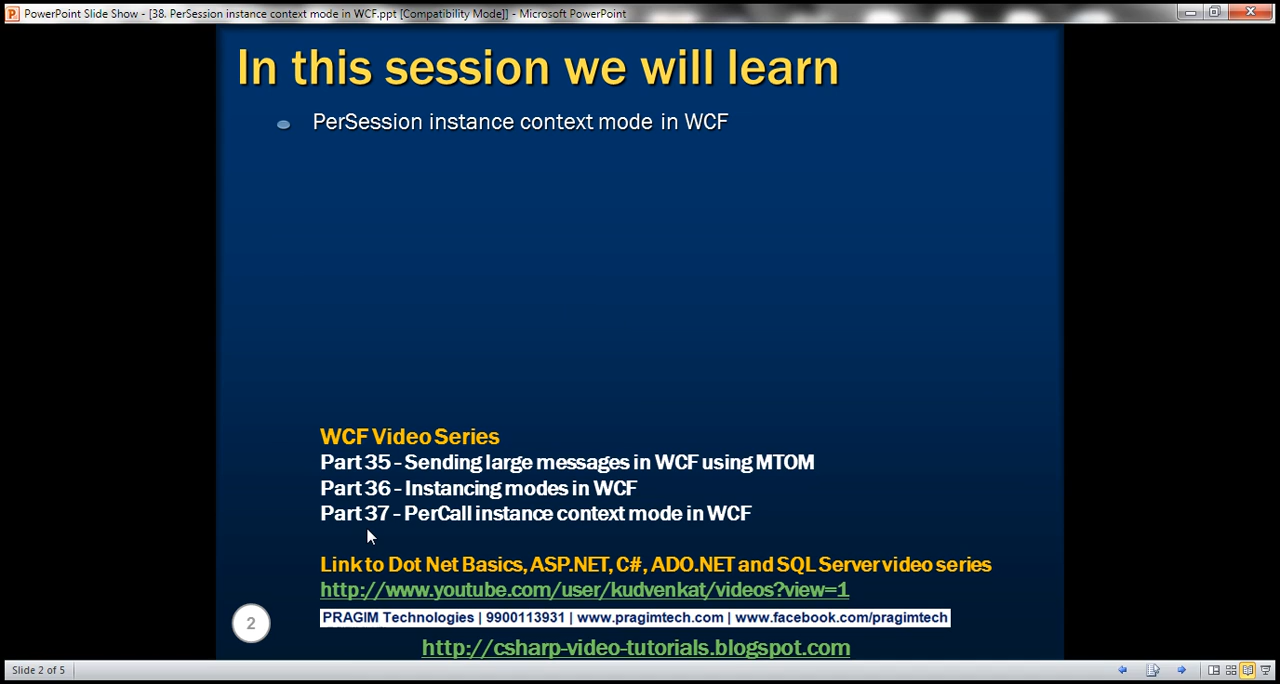 PowerPoint Slide Show - [38. PerSession instance context mode in WCF.ppt [Compatibility Mode]] - Microsoft PowerPoint
In this session we will learn
PerSession instance context mode in WCF
WCF Video Series
Part 35 - Sending large messages in WCF using MTOM
Part 36 - Instancing modes in WCF
Part 37 - PerCall instance context mode in WCF
Link to Dot Net Basics, ASP.NET, C#, ADO.NET and SQL Server video series
http://www.youtube.com/user/kudvenkat/videos?view=1
2
PRAGIM Technologies | 9900113931 | www.pragimtech.com | www.facebook.com/pragimtech
http://csharp-video-tutorials.blogspot.com
Slide 2 of 5